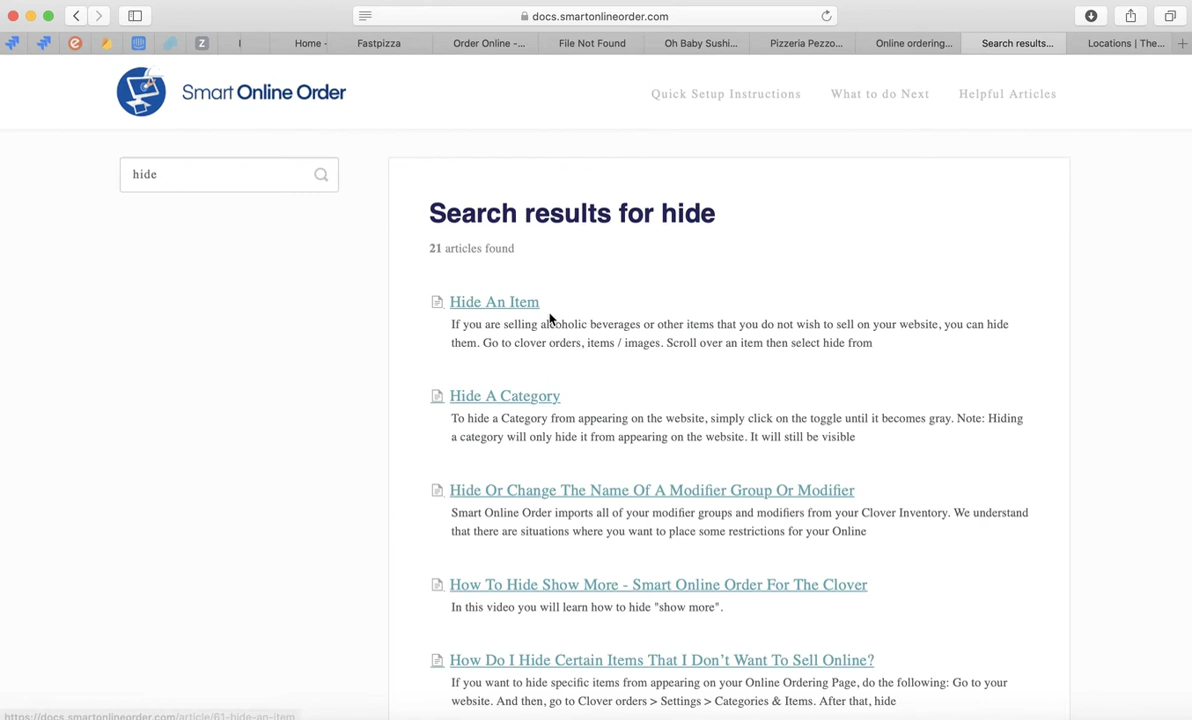 docs.smartonlineorder.com
Home -
Fastpizza
Order Online –...
File Not Found
Oh Baby Sushi...
Pizzeria Pezzo...
Online ordering...
Search results...
Locations | The...
Smart Online Order
Quick Setup Instructions
What to do Next
Helpful Articles
hide
Search results for hide
21 articles found
Hide An Item
If you are selling alcoholic beverages or other items that you do not wish to sell on your website, you can hide
them. Go to clover orders, items / images. Scroll over an item then select hide from
Hide A Category
To hide a Category from appearing on the website, simply click on the toggle until it becomes gray. Note: Hiding
a category will only hide it from appearing on the website. It will still be visible
Hide Or Change The Name Of A Modifier Group Or Modifier
Smart Online Order imports all of your modifier groups and modifiers from your Clover Inventory. We understand
that there are situations where you want to place some restrictions for your Online
How To Hide Show More - Smart Online Order For The Clover
In this video you will learn how to hide "show more".
How Do I Hide Certain Items That I Don't Want To Sell Online?
If you want to hide specific items from appearing on your Online Ordering Page, do the following: Go to your
website. And then, go to Clover orders > Settings > Categories & Items. After that, hide
https://docs.smartonlineorder.com/article/61-hide-an-item